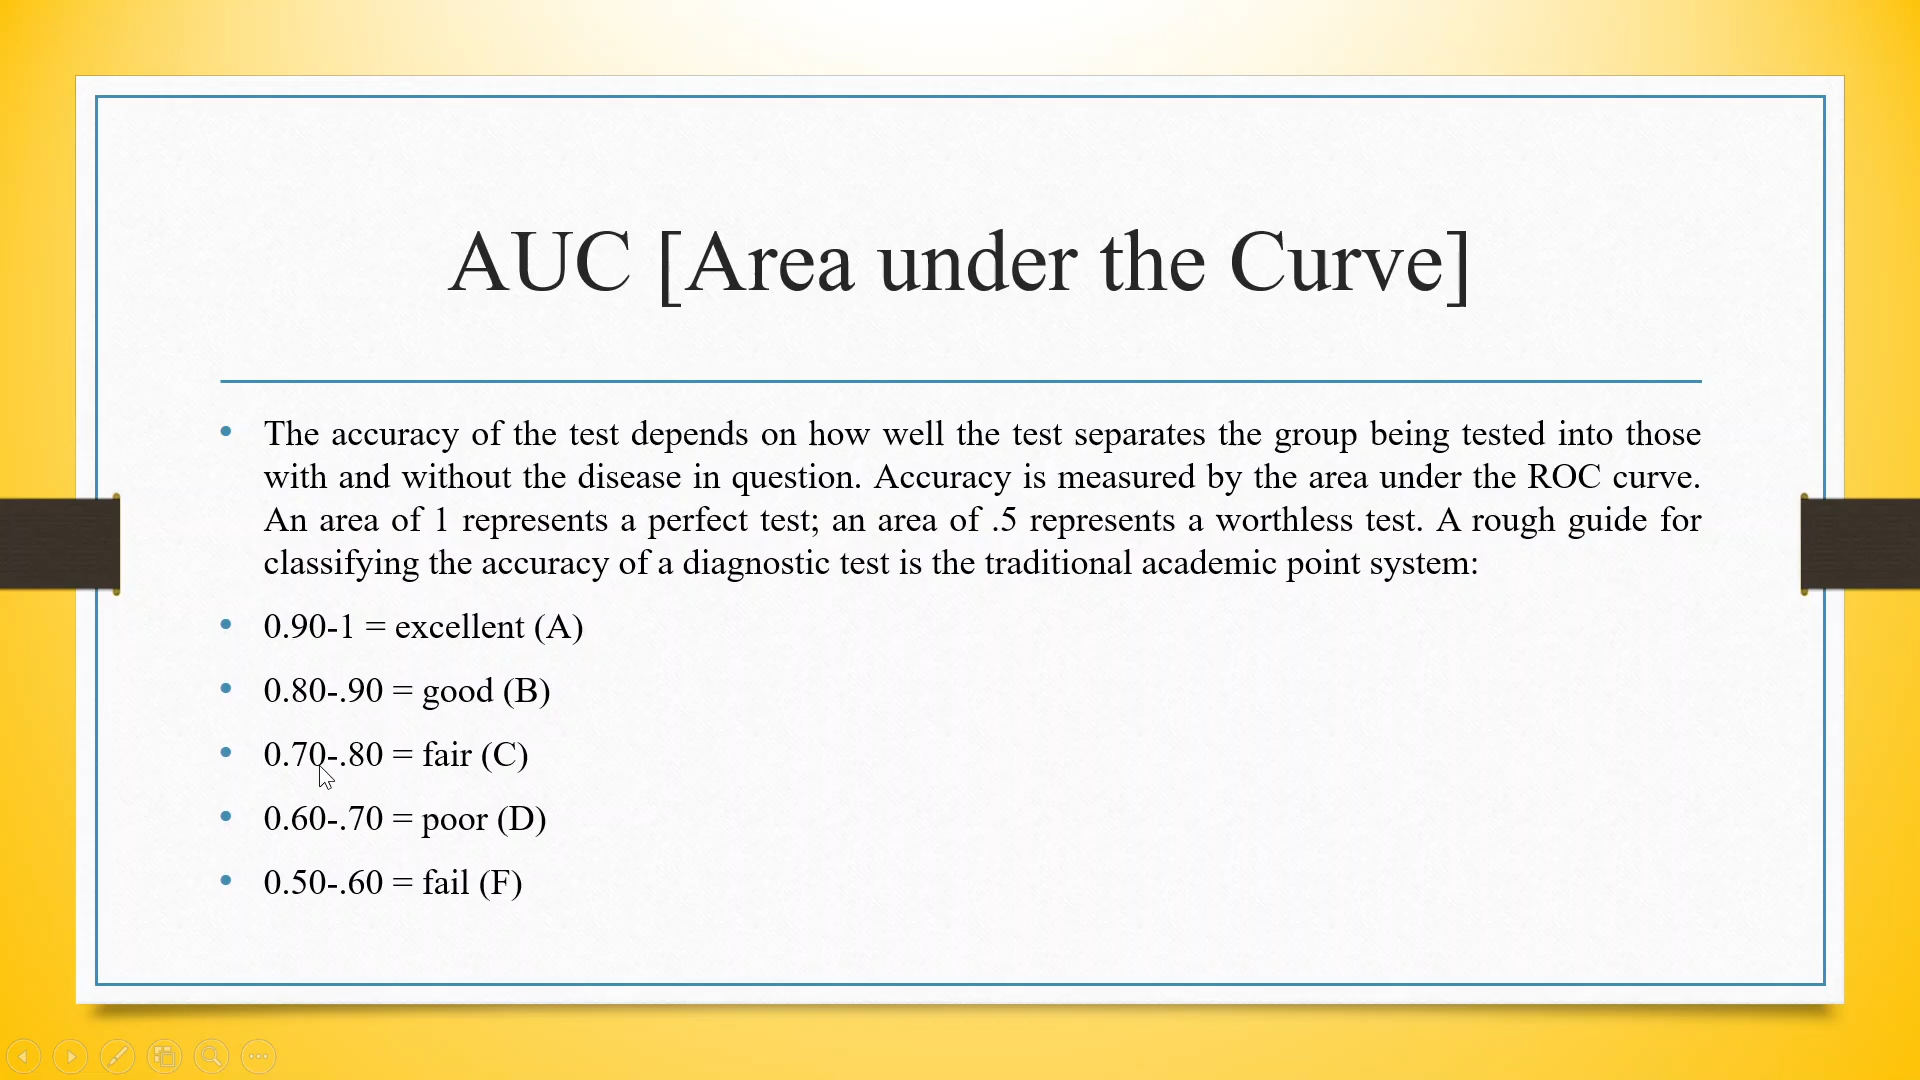 AUC [Area under the Curve]
• The accuracy of the test depends on how well the test separates the group being tested into those
with and without the disease in question. Accuracy is measured by the area under the ROC curve.
An area of 1 represents a perfect test; an area of .5 represents a worthless test. A rough guide for
classifying the accuracy of a diagnostic test is the traditional academic point system:
• 0.90-1 = excellent (A)
• 0.80-.90 = good (B)
• 0.70-.80 = fair (C)
• 0.60-.70 = poor (D)
• 0.50-.60 = fail (F)